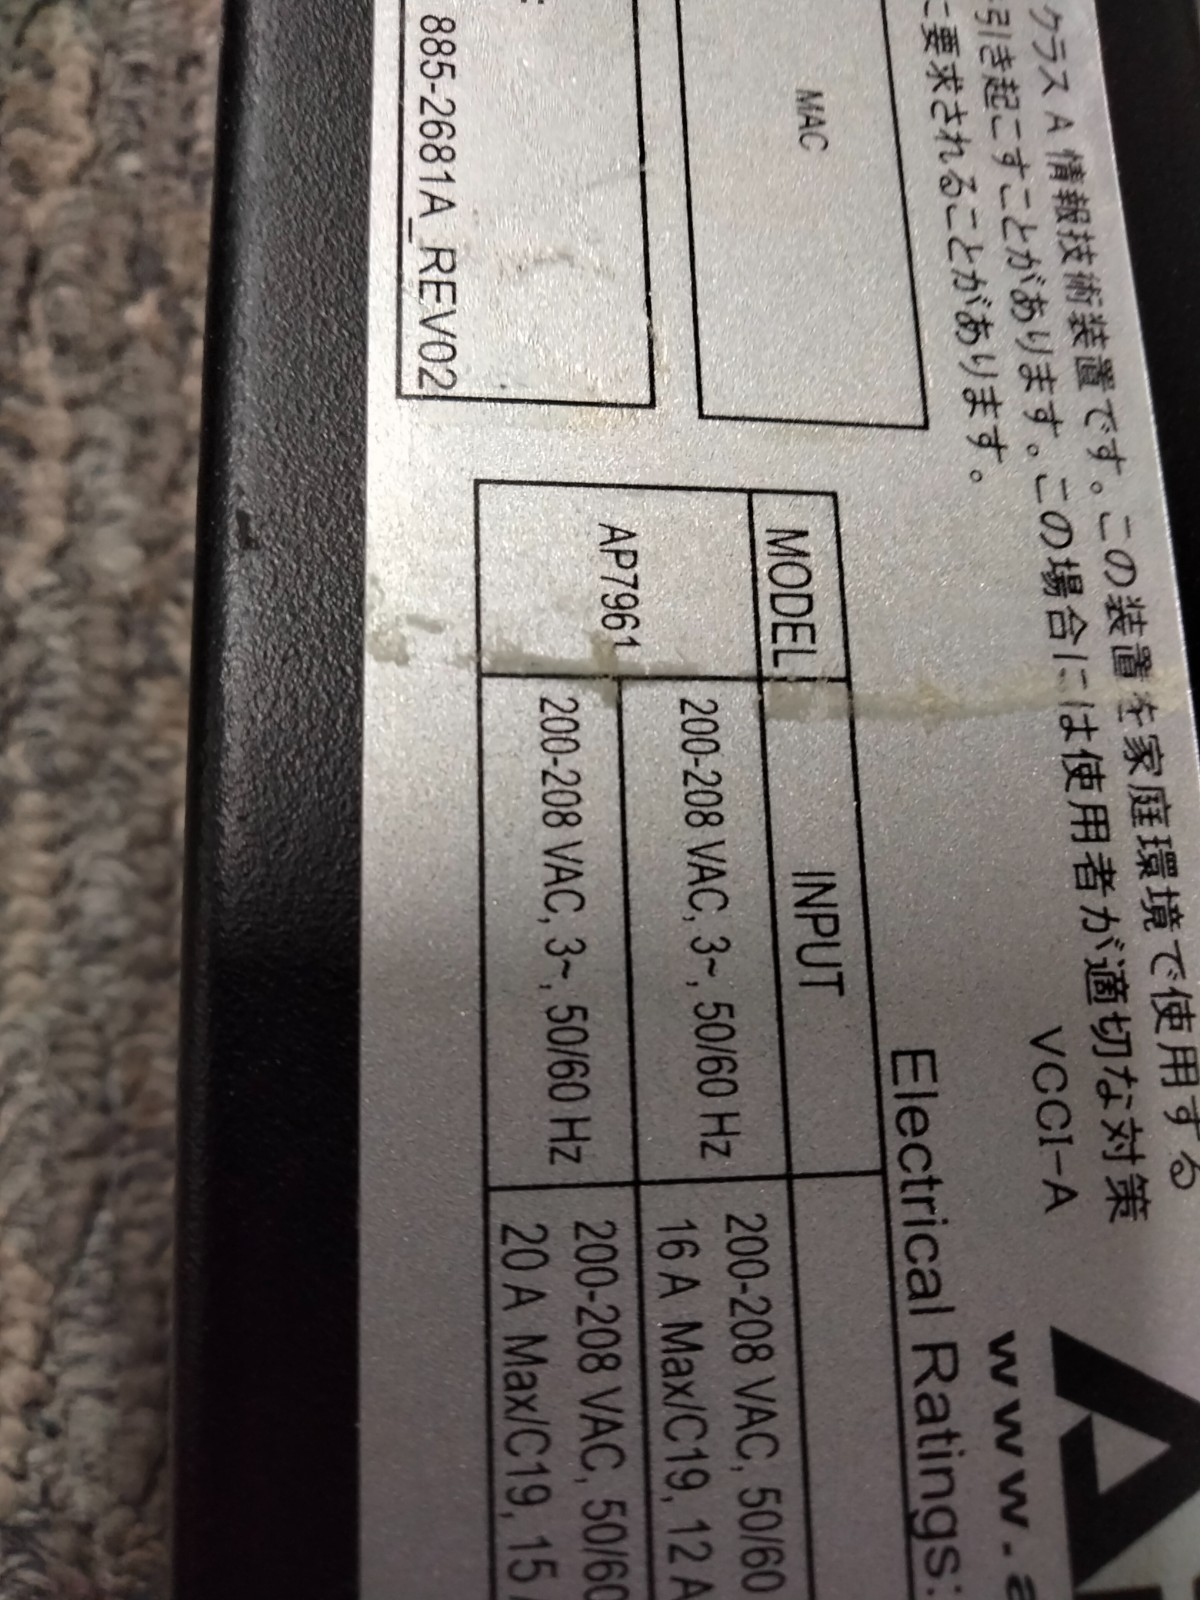 クラス A 情報技術装置です。この装置を家庭環境で使用する
引き起こすことがあります。この場合には使用者が適切な対策
要求されることがあります。
VCCI-A
MAC
885-2681A_REV02
www.
Electrical Ratings:
MODEL INPUT
AP7961
200-208 VAC, 3~, 50/60 Hz
200-208 VAC, 50/60
16 A Max/C19, 12 A
200-208 VAC, 3~, 50/60 Hz
200-208 VAC, 50/60
20 A Max/C19, 15